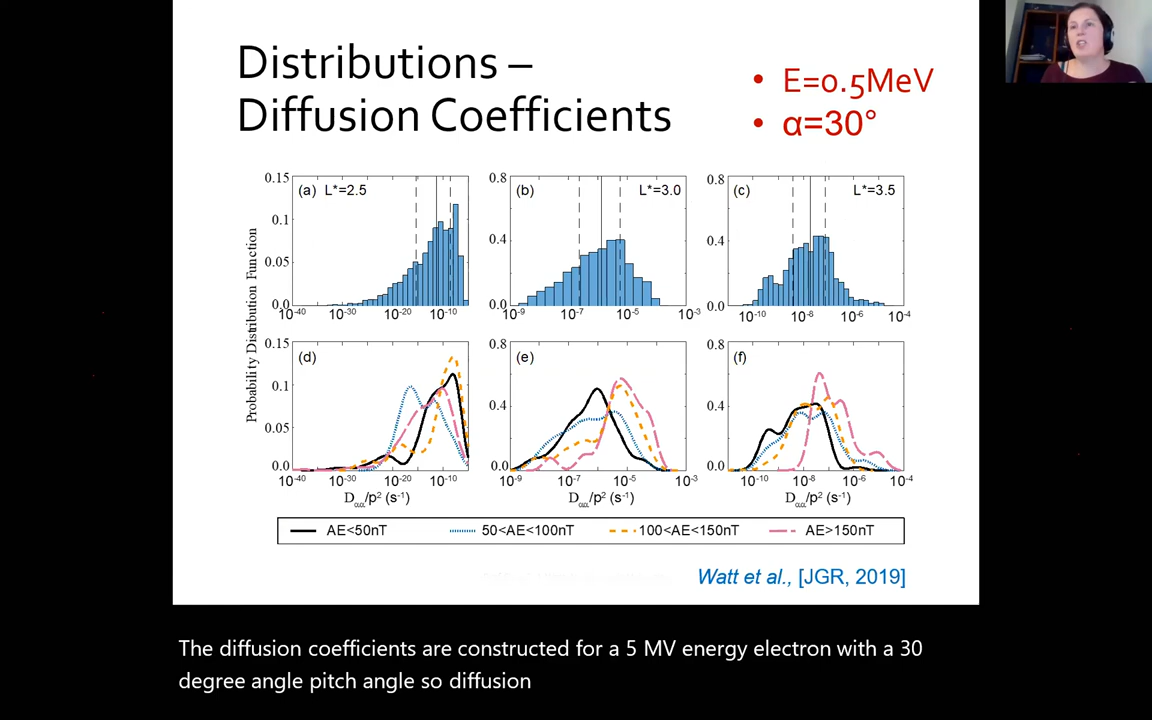 Distributions –
Diffusion Coefficients
• E=0.5MeV
• α=30°
Probability Distribution Function
(a) L*=2.5
0.15
0.1
0.05
0.0
10⁻⁴⁰ 10⁻³⁰ 10⁻²⁰ 10⁻¹⁰
(b) L*=3.0
0.8
0.4
0.0
10⁻⁹ 10⁻⁷ 10⁻⁵ 10⁻³
(c) L*=3.5
0.8
0.4
0.0
10⁻¹⁰ 10⁻⁸ 10⁻⁶ 10⁻⁴
(d)
0.15
0.1
0.05
0.0
10⁻⁴⁰ 10⁻³⁰ 10⁻²⁰ 10⁻¹⁰
Dαα/p² (s⁻¹)
(e)
0.8
0.4
0.0
10⁻⁹ 10⁻⁷ 10⁻⁵ 10⁻³
Dαα/p² (s⁻¹)
(f)
0.8
0.4
0.0
10⁻¹⁰ 10⁻⁸ 10⁻⁶ 10⁻⁴
Dαα/p² (s⁻¹)
AE<50nT 50<AE<100nT 100<AE<150nT AE>150nT
Watt et al., [JGR, 2019]
The diffusion coefficients are constructed for a 5 MV energy electron with a 30
degree angle pitch angle so diffusion